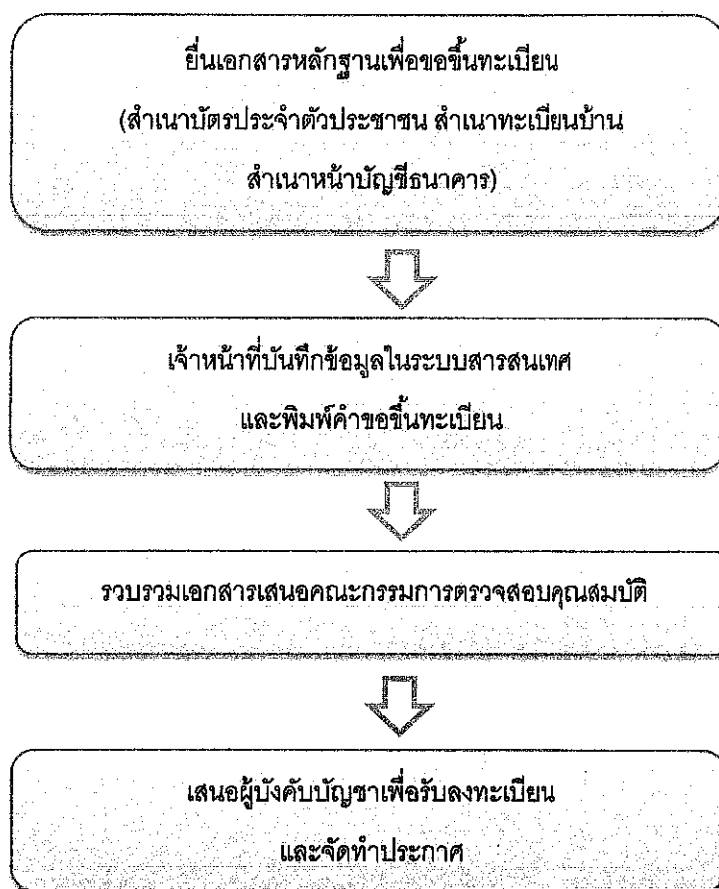 ยื่นเอกสารหลักฐานเพื่อขอขึ้นทะเบียน
(สำเนาบัตรประจำตัวประชาชน สำเนาทะเบียนบ้าน
สำเนาหน้าบัญชีธนาคาร)
เจ้าหน้าที่บันทึกข้อมูลในระบบสารสนเทศ
และพิมพ์คำขอขึ้นทะเบียน
รวบรวมเอกสารเสนอคณะกรรมการตรวจสอบคุณสมบัติ
เสนอผู้บังคับบัญชาเพื่อรับลงทะเบียน
และจัดทำประกาศ